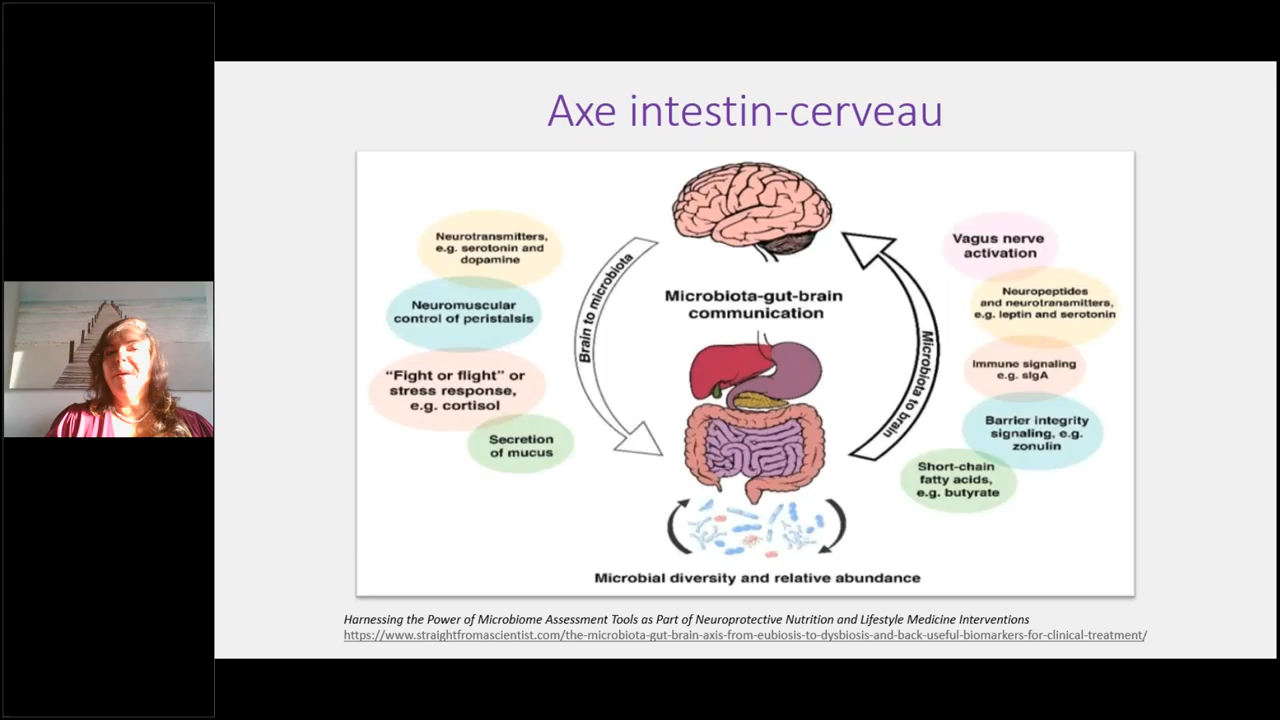 Axe intestin-cerveau
Neurotransmitters,
e.g. serotonin and
dopamine
Neuromuscular
control of peristalsis
“Fight or flight” or
stress response,
e.g. cortisol
Secretion
of mucus
Brain to microbiota
Microbiota-gut-brain
communication
Microbiota to brain
Vagus nerve
activation
Neuropeptides
and neurotransmitters,
e.g. leptin and serotonin
Immune signaling
e.g. sIgA
Barrier integrity
signaling, e.g.
zonulin
Short-chain
fatty acids,
e.g. butyrate
Microbial diversity and relative abundance
Harnessing the Power of Microbiome Assessment Tools as Part of Neuroprotective Nutrition and Lifestyle Medicine Interventions
https://www.straightfromascientist.com/the-microbiota-gut-brain-axis-from-eubiosis-to-dysbiosis-and-back-useful-biomarkers-for-clinical-treatment/